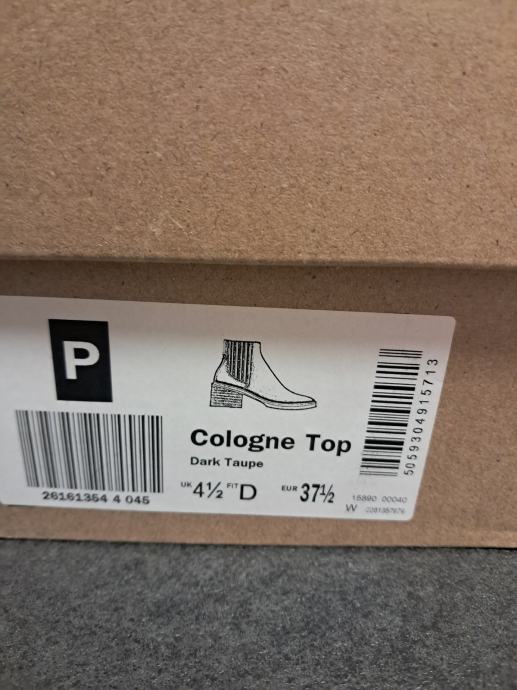 P
Cologne Top
Dark Taupe
UK 4½ FIT D EUR 37½
26161354 4 045
5059304915713
15890 00040
W